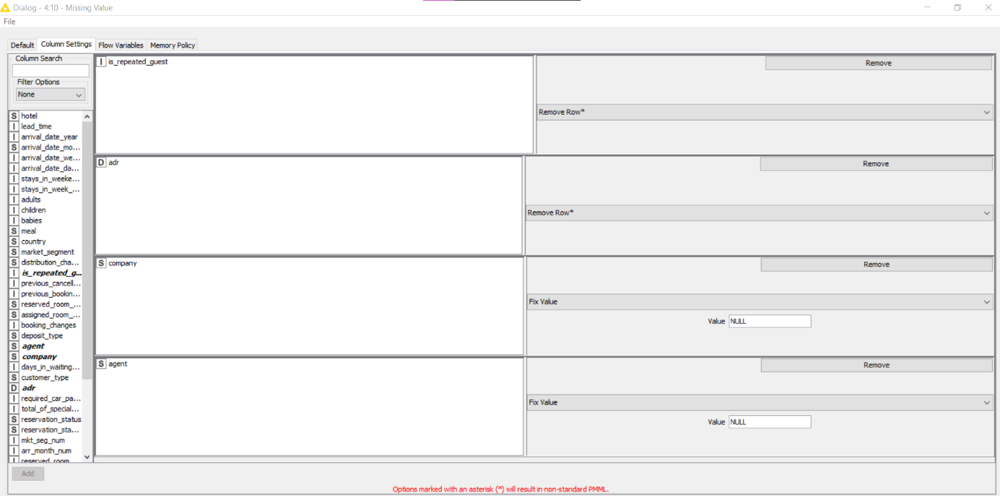 Dialog - 4:10 - Missing Value
File
Default Column Settings Flow Variables Memory Policy
Column Search
Filter Options
None
S hotel
I lead_time
I arrival_date_year
S arrival_date_mo...
I arrival_date_we...
I arrival_date_da...
I stays_in_weeke...
I stays_in_week_...
I adults
I children
I babies
S meal
S country
S market_segment
S distribution_cha...
I is_repeated_g...
I previous_cancell...
I previous_bookin...
S reserved_room_...
S assigned_room_...
I booking_changes
S deposit_type
S agent
S company
I days_in_waiting...
S customer_type
D adr
I required_car_pa...
I total_of_special...
S reservation_status
S reservation_sta...
I mkt_seg_num
I arr_month_num
I reserved_room
Add
I is_repeated_guest
Remove
Remove Row*
D adr
Remove
Remove Row*
S company
Remove
Fix Value
Value NULL
S agent
Remove
Fix Value
Value NULL
Options marked with an asterisk (*) will result in non-standard PMML.